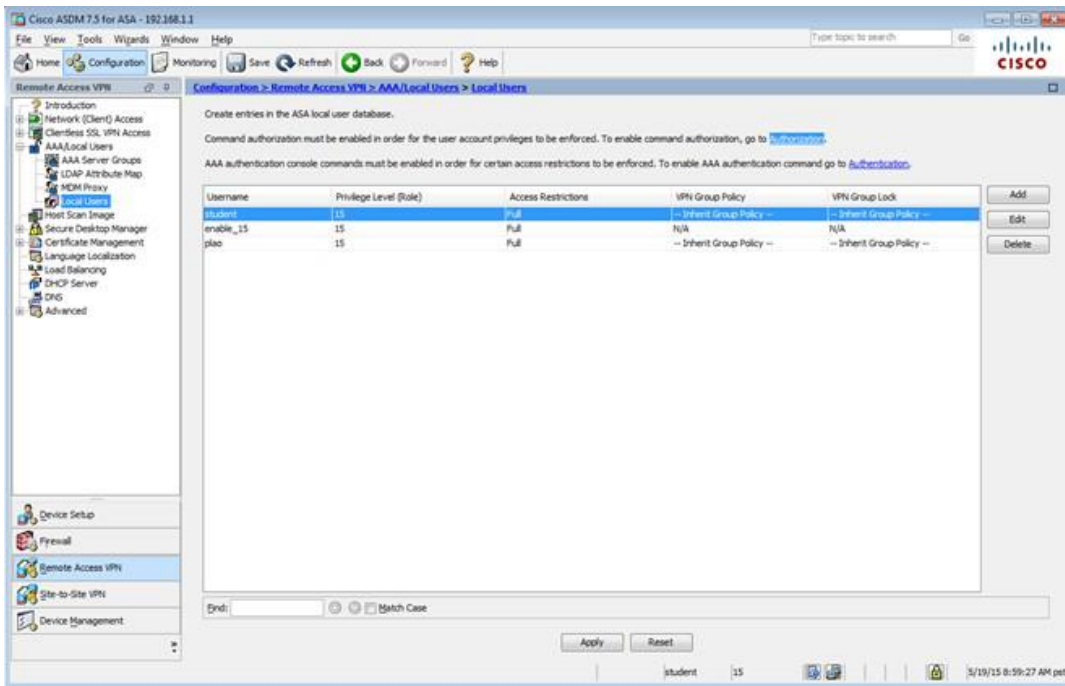 Cisco ASDM 7.5 for ASA - 192.168.1.1
File View Tools Wizards Window Help
Type topic to search Go
Home Configuration Monitoring Save Refresh Back Forward Help
CISCO
Remote Access VPN
Configuration > Remote Access VPN > AAA/Local Users > Local Users
Introduction
Network (Client) Access
Clientless SSL VPN Access
AAA/Local Users
AAA Server Groups
LDAP Attribute Map
MDM Proxy
Local Users
Host Scan Image
Secure Desktop Manager
Certificate Management
Language Localization
Load Balancing
DHCP Server
DNS
Advanced
Create entries in the ASA local user database.
Command authorization must be enabled in order for the user account privileges to be enforced. To enable command authorization, go to Authorization.
AAA authentication console commands must be enabled in order for certain access restrictions to be enforced. To enable AAA authentication command go to Authentication.
Username Privilege Level (Role) Access Restrictions VPN Group Policy VPN Group Lock
student 15 Full -- Inherit Group Policy -- -- Inherit Group Policy --
enable_15 15 Full N/A N/A
plao 15 Full -- Inherit Group Policy -- -- Inherit Group Policy --
Add
Edit
Delete
Device Setup
Firewall
Remote Access VPN
Site-to-Site VPN
Device Management
Find: Match Case
Apply Reset
student 15 5/19/15 8:59:27 AM pst